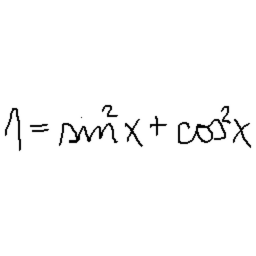 1 = sin²x + cos²x